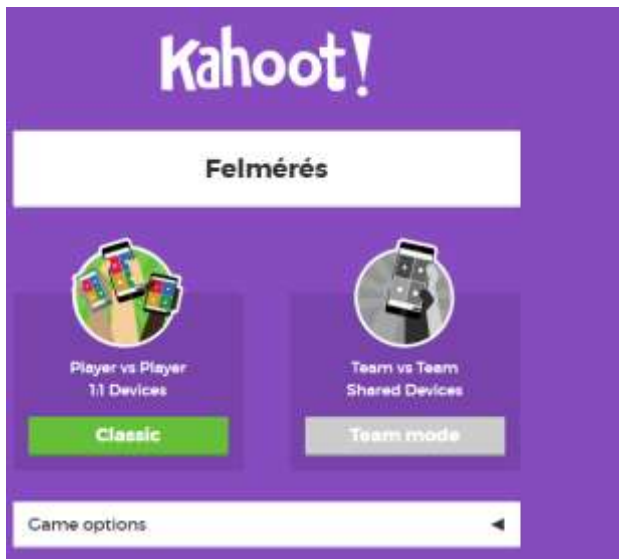 Kahoot!
Felmérés
Player vs Player
1:1 Devices
Classic
Team vs Team
Shared Devices
Team mode
Game options